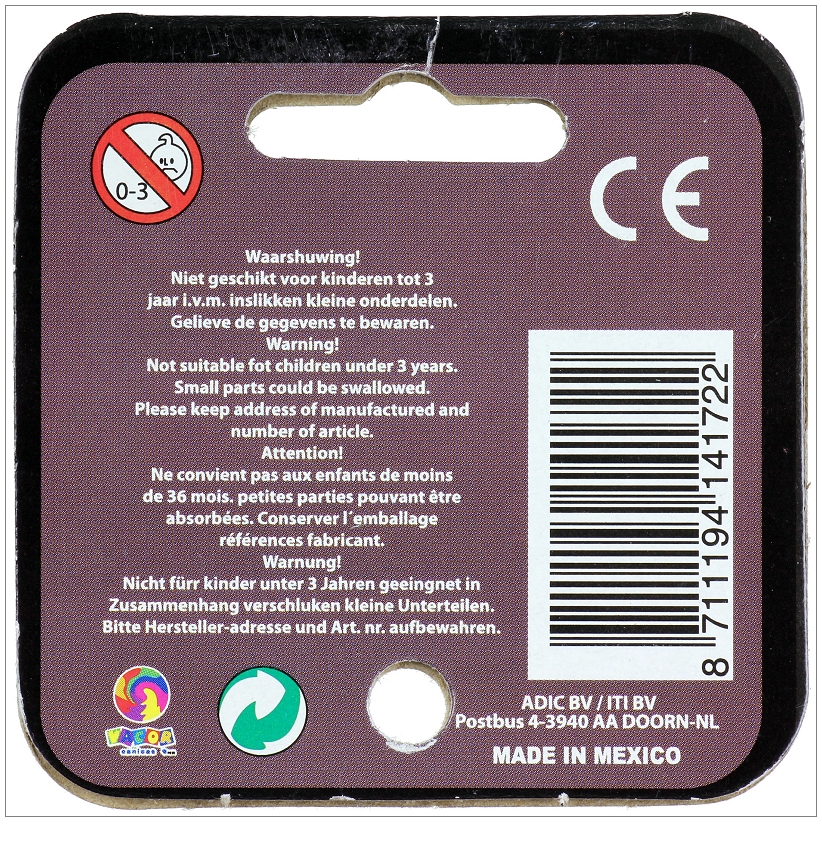 0-3
CE
Waarshuwing!
Niet geschikt voor kinderen tot 3
jaar i.v.m. inslikken kleine onderdelen.
Gelieve de gegevens te bewaren.
Warning!
Not suitable fot children under 3 years.
Small parts could be swallowed.
Please keep address of manufactured and
number of article.
Attention!
Ne convient pas aux enfants de moins
de 36 mois. petites parties pouvant être
absorbées. Conserver l´emballage
références fabricant.
Warnung!
Nicht fürr kinder unter 3 Jahren geeingnet in
Zusammenhang verschluken kleine Unterteilen.
Bitte Hersteller-adresse und Art. nr. aufbewahren.
8 711194 141722
VACOR
canicas
ADIC BV / ITI BV
Postbus 4-3940 AA DOORN-NL
MADE IN MEXICO